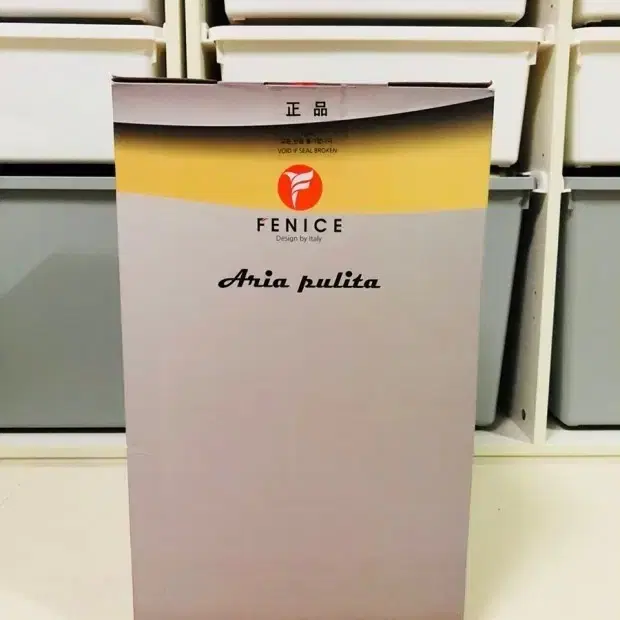 正品
VOID IF SEAL BROKEN
FENICE
Design by Italy
Aria pulita